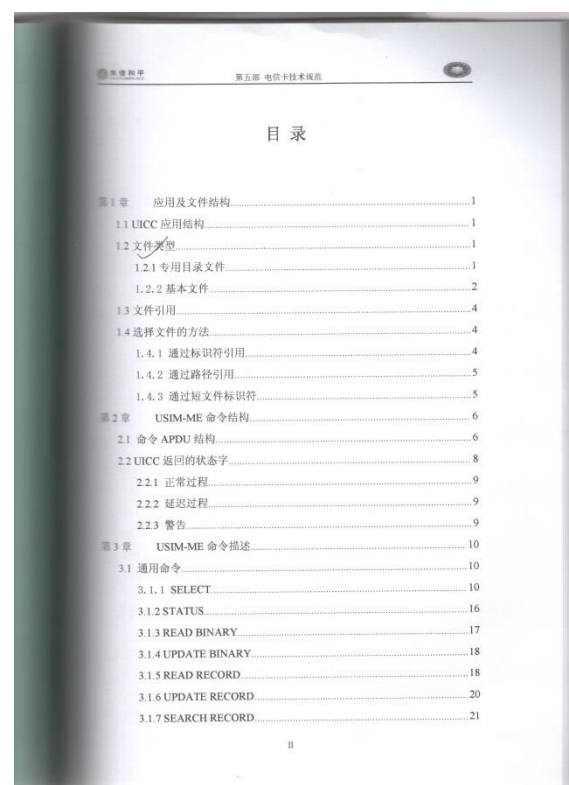 东信和平
第五部 电信卡技术规范
目 录
第1章 应用及文件结构 1
1.1 UICC 应用结构 1
1.2 文件类型 1
1.2.1 专用目录文件 1
1.2.2 基本文件 2
1.3 文件引用 4
1.4 选择文件的方法 4
1.4.1 通过标识符引用 4
1.4.2 通过路径引用 5
1.4.3 通过短文件标识符 5
第2章 USIM-ME 命令结构 6
2.1 命令 APDU 结构 6
2.2 UICC 返回的状态字 8
2.2.1 正常过程 9
2.2.2 延迟过程 9
2.2.3 警告 9
第3章 USIM-ME 命令描述 10
3.1 通用命令 10
3.1.1 SELECT 10
3.1.2 STATUS 16
3.1.3 READ BINARY 17
3.1.4 UPDATE BINARY 18
3.1.5 READ RECORD 18
3.1.6 UPDATE RECORD 20
3.1.7 SEARCH RECORD 21
II